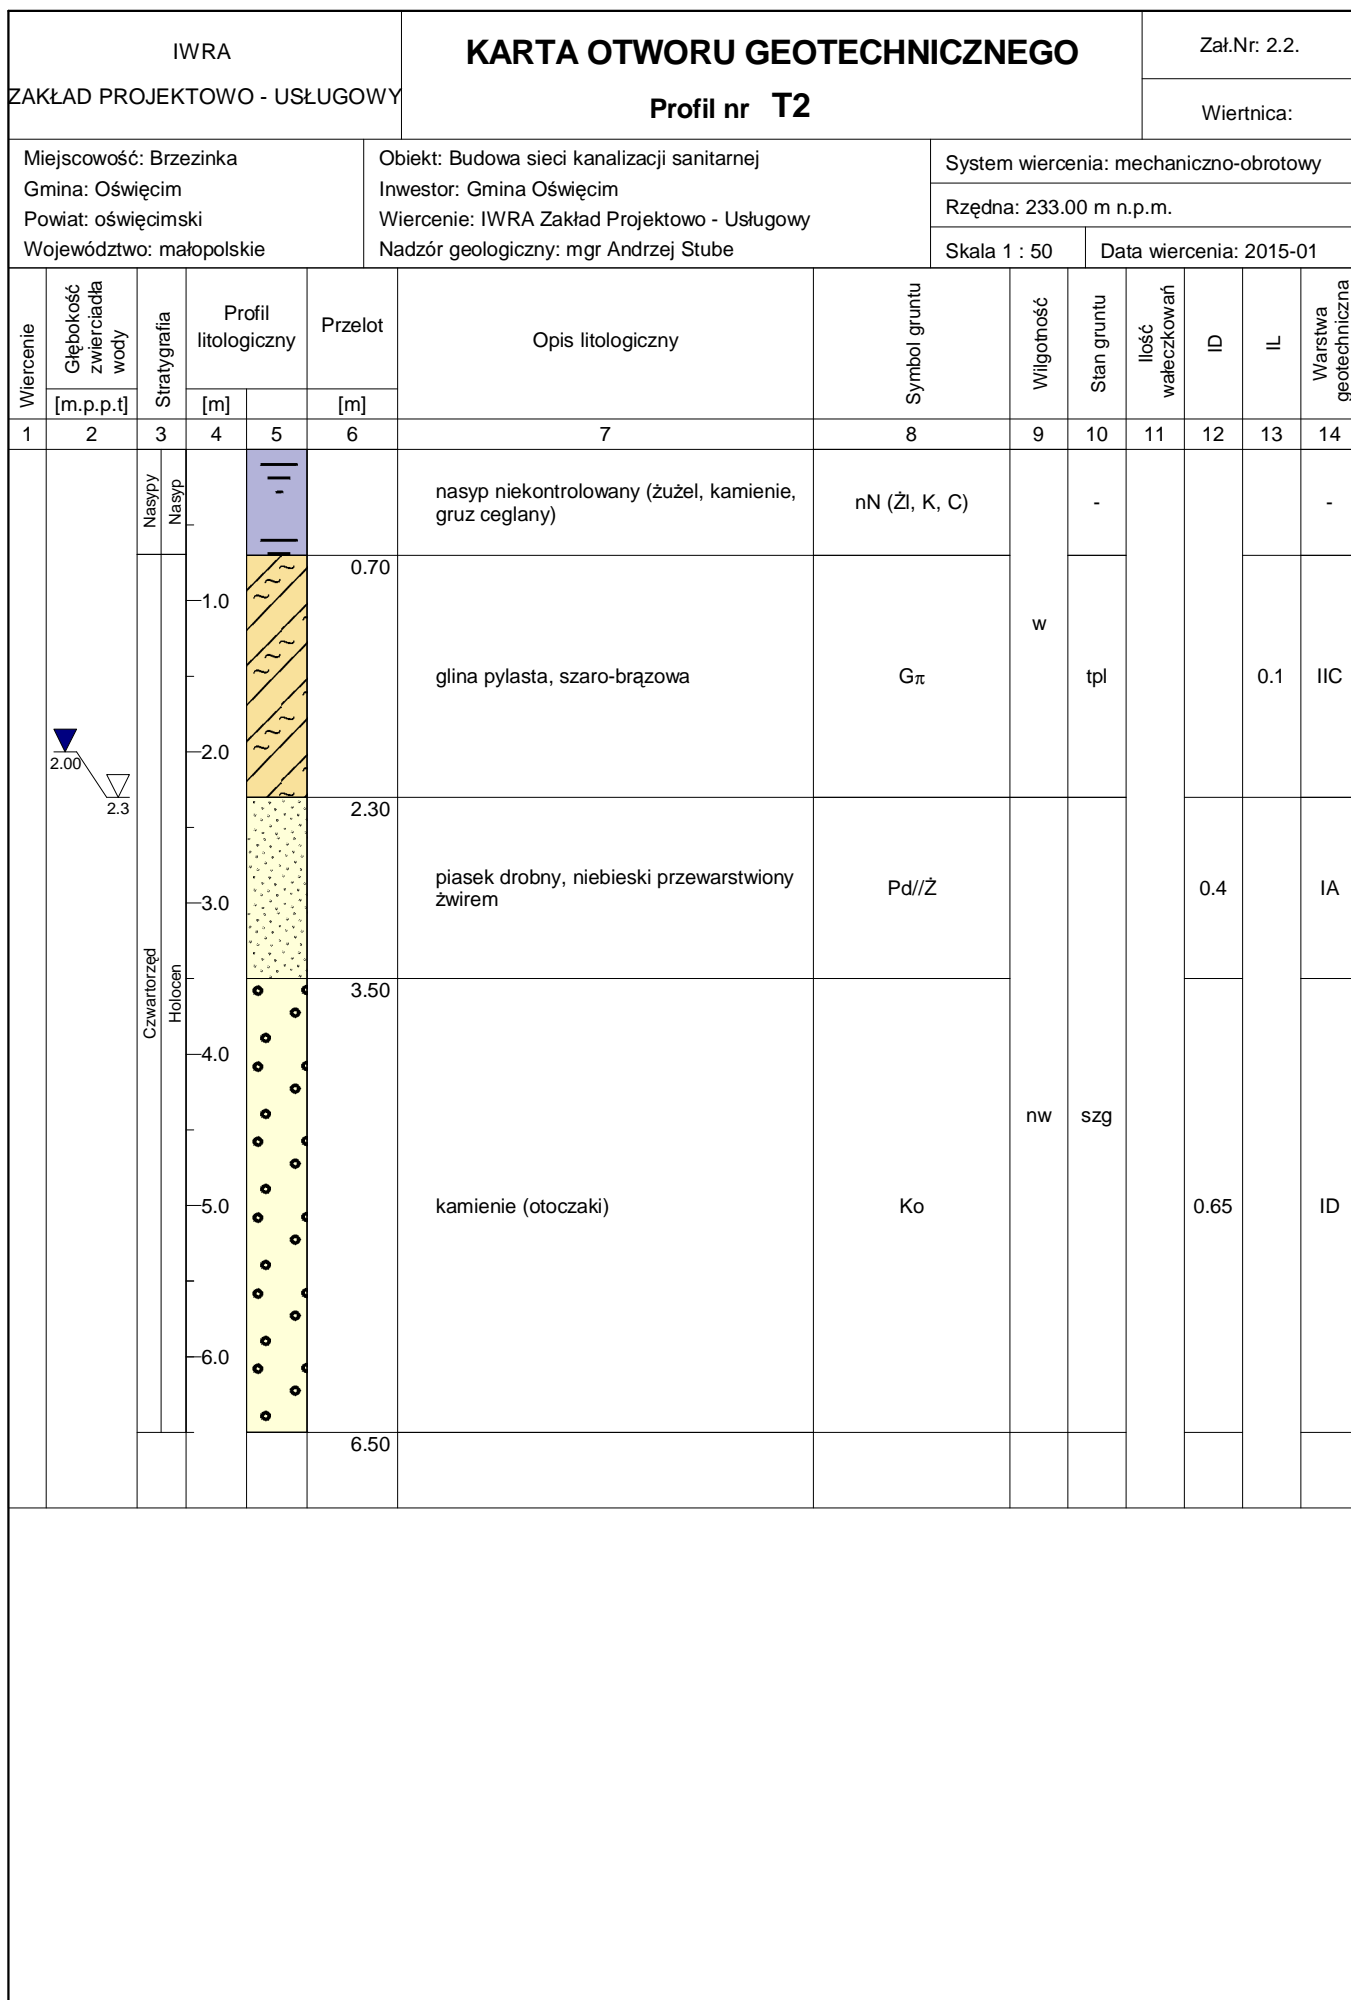 IWRA
ZAKŁAD PROJEKTOWO - USŁUGOWY
KARTA OTWORU GEOTECHNICZNEGO
Profil nr T2
Zał.Nr: 2.2.
Wiertnica:
Miejscowość: Brzezinka
Gmina: Oświęcim
Powiat: oświęcimski
Województwo: małopolskie
Obiekt: Budowa sieci kanalizacji sanitarnej
Inwestor: Gmina Oświęcim
Wiercenie: IWRA Zakład Projektowo - Usługowy
Nadzór geologiczny: mgr Andrzej Stube
System wiercenia: mechaniczno-obrotowy
Rzędna: 233.00 m n.p.m.
Skala 1 : 50
Data wiercenia: 2015-01
Wiercenie
Głębokość
zwierciadła
wody
[m.p.p.t]
Stratygrafia
Profil
litologiczny
[m]
Przelot
[m]
Opis litologiczny
Symbol gruntu
Wilgotność
Stan gruntu
Ilość
wałeczkowań
ID
IL
Warstwa
geotechniczna
1 2 3 4 5 6 7 8 9 10 11 12 13 14
Nasypy
Nasyp
nasyp niekontrolowany (żużel, kamienie,
gruz ceglany)
nN (Żl, K, C)
-
-
0.70
1.0
w
glina pylasta, szaro-brązowa
Gπ
tpl
0.1
IIC
2.00
2.0
2.3
2.30
piasek drobny, niebieski przewarstwiony
żwirem
Pd//Ż
0.4
IA
3.0
Czwartorzęd
Holocen
3.50
4.0
nw
szg
5.0
kamienie (otoczaki)
Ko
0.65
ID
6.0
6.50